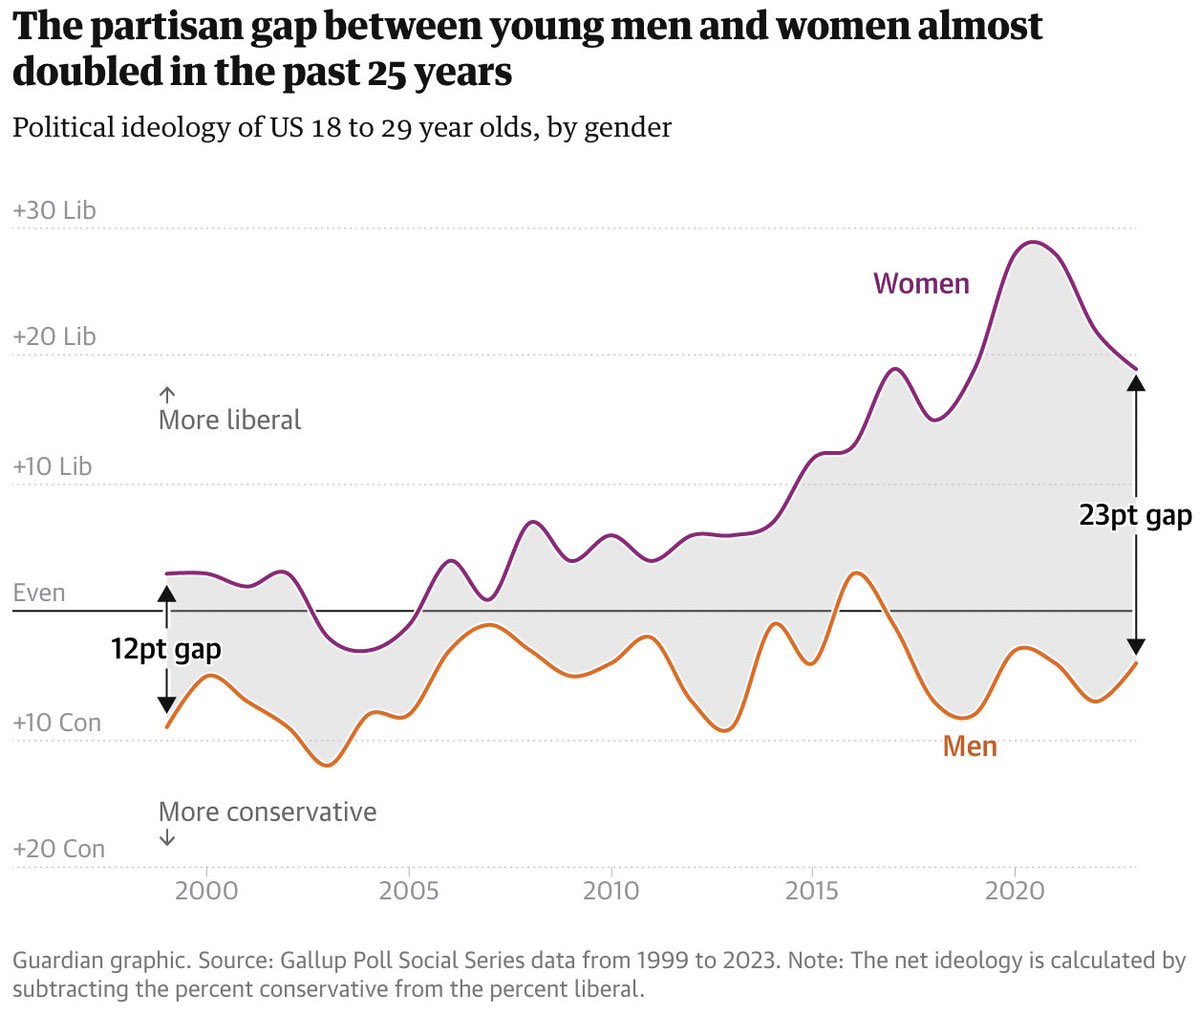 The partisan gap between young men and women almost
doubled in the past 25 years
Political ideology of US 18 to 29 year olds, by gender
+30 Lib
Women
+20 Lib
↑
More liberal
+10 Lib
23pt gap
Even
12pt gap
+10 Con
Men
More conservative
↓
+20 Con
2000 2005 2010 2015 2020
Guardian graphic. Source: Gallup Poll Social Series data from 1999 to 2023. Note: The net ideology is calculated by
subtracting the percent conservative from the percent liberal.